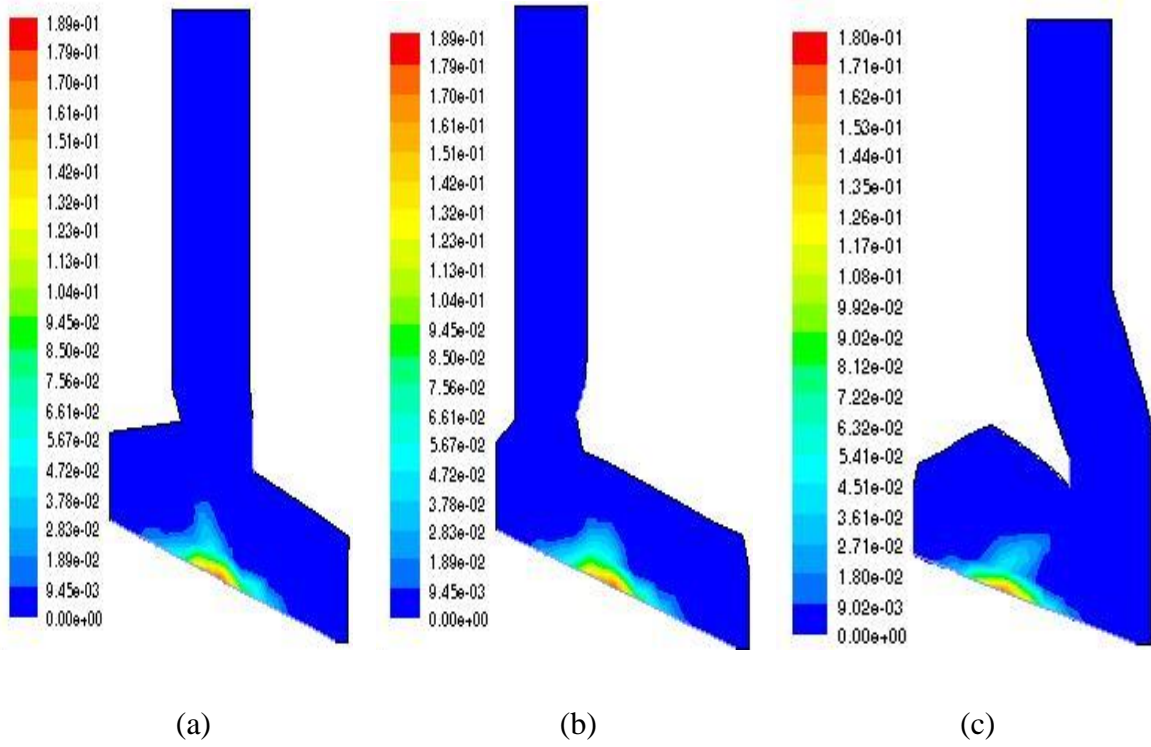 1.89e-01
1.79e-01
1.70e-01
1.61e-01
1.51e-01
1.42e-01
1.32e-01
1.23e-01
1.13e-01
1.04e-01
9.45e-02
8.50e-02
7.56e-02
6.61e-02
5.67e-02
4.72e-02
3.78e-02
2.83e-02
1.89e-02
9.45e-03
0.00e+00
1.89e-01
1.79e-01
1.70e-01
1.61e-01
1.51e-01
1.42e-01
1.32e-01
1.23e-01
1.13e-01
1.04e-01
9.45e-02
8.50e-02
7.56e-02
6.61e-02
5.67e-02
4.72e-02
3.78e-02
2.83e-02
1.89e-02
9.45e-03
0.00e+00
1.80e-01
1.71e-01
1.62e-01
1.53e-01
1.44e-01
1.35e-01
1.26e-01
1.17e-01
1.08e-01
9.92e-02
9.02e-02
8.12e-02
7.22e-02
6.32e-02
5.41e-02
4.51e-02
3.61e-02
2.71e-02
1.80e-02
9.02e-03
0.00e+00
(a)
(b)
(c)